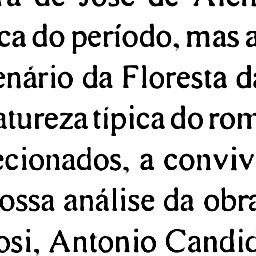 ra de José de Alen
ca do período, mas a
enário da Floresta da
atureza típica do rom
ecionados, a conviv
ossa análise da obra
osi, Antonio Candid